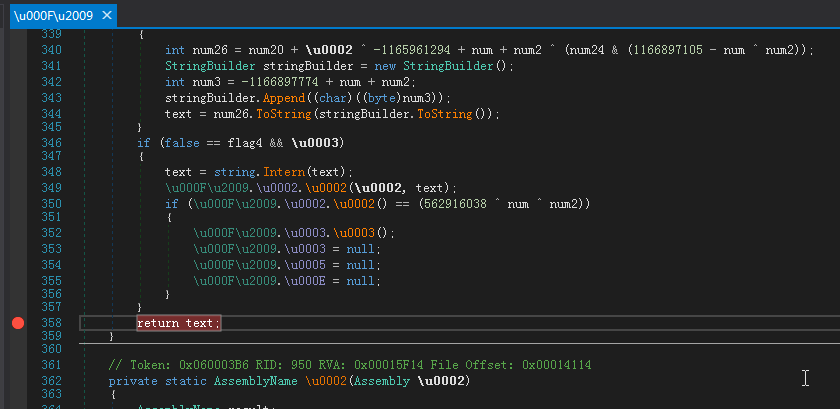 \u000F\u2009 ✕
339 {
340 int num26 = num20 + \u0002 ^ -1165961294 + num + num2 ^ (num24 & (1166897105 - num ^ num2));
341 StringBuilder stringBuilder = new StringBuilder();
342 int num3 = -1166897774 + num + num2;
343 stringBuilder.Append((char)((byte)num3));
344 text = num26.ToString(stringBuilder.ToString());
345 }
346 if (false == flag4 && \u0003)
347 {
348 text = string.Intern(text);
349 \u000F\u2009.\u0002.\u0002(\u0002, text);
350 if (\u000F\u2009.\u0002.\u0002() == (562916038 ^ num ^ num2))
351 {
352 \u000F\u2009.\u0003.\u0003();
353 \u000F\u2009.\u0003 = null;
354 \u000F\u2009.\u0005 = null;
355 \u000F\u2009.\u000E = null;
356 }
357 }
358 return text;
359 }
360
361 // Token: 0x060003B6 RID: 950 RVA: 0x00015F14 File Offset: 0x00014114
362 private static AssemblyName \u0002(Assembly \u0002)
363 {
364 AssemblyName result;